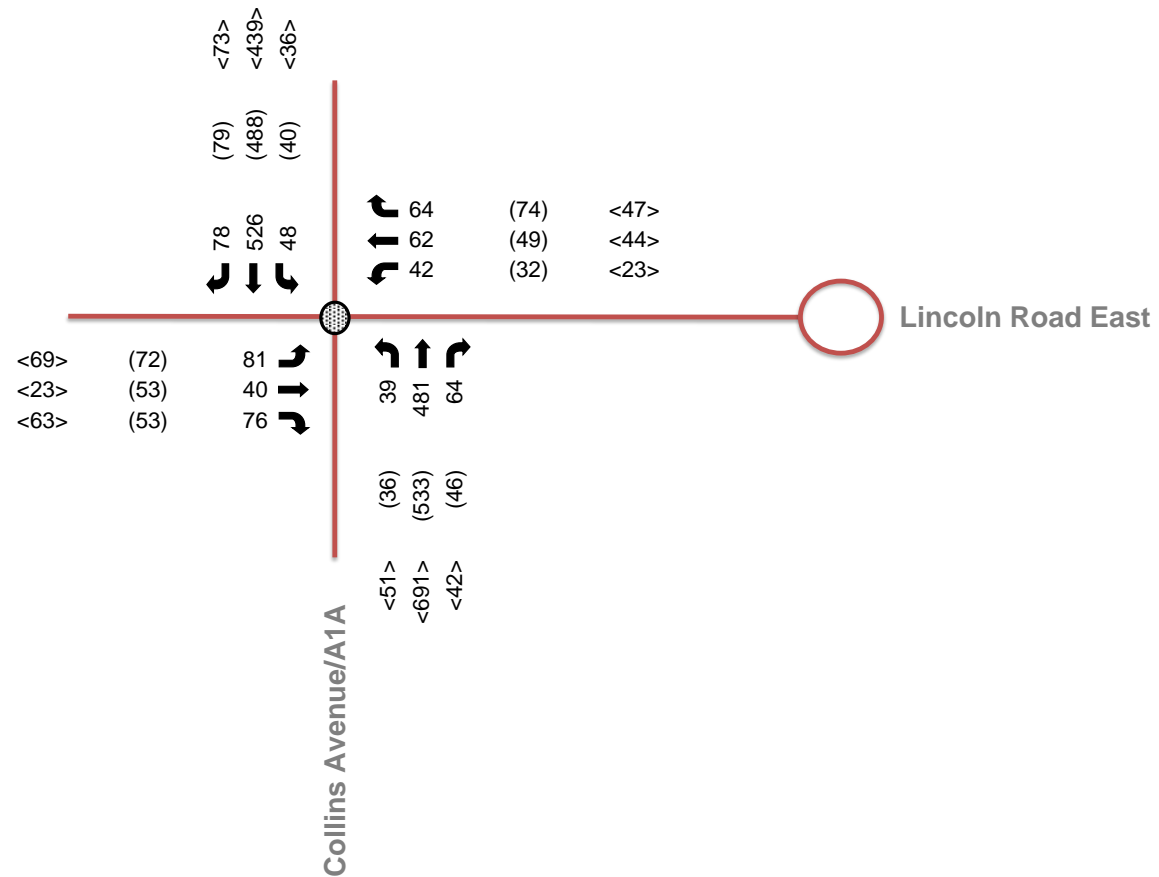 <73> <439> <36>
(79) (488) (40)
78 526 48
64 (74) <47>
62 (49) <44>
42 (32) <23>
Lincoln Road East
<69> (72) 81
<23> (53) 40
<63> (53) 76
39 481 64
(36) (533) (46)
<51> <691> <42>
Collins Avenue/A1A